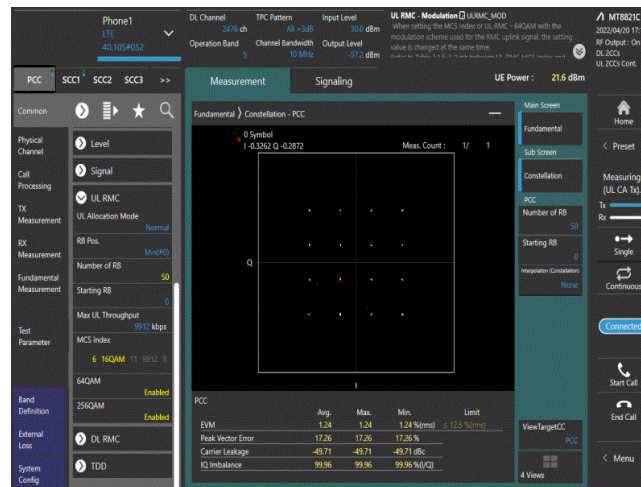 Phone1
LTE
40.10S#052
DL Channel
2476 ch
TPC Pattern
All +3dB
Input Level
30.0 dBm
Operation Band
5
Channel Bandwidth
10 MHz
Output Level
-57.2 dBm
UL RMC - Modulation ULRMC_MOD
When setting the MCS index or UL RMC - 64QAM with the
modulation scheme used for the RMC uplink signal, the setting
value is changed at the same time.
MT8821C
2022/04/20 17:
RF Output : On
DL 2CCs
UL 2CCs Cont.
PCC
SCC1
SCC2
SCC3
>>
Measurement
Signaling
UE Power : 21.6 dBm
Common
Physical
Channel
Call
Processing
TX
Measurement
RX
Measurement
Fundamental
Measurement
Test
Parameter
Band
Definition
External
Loss
System
Config
Level
Signal
UL RMC
UL Allocation Mode
Normal
RB Pos.
Min(#0)
Number of RB
50
Starting RB
0
Max UL Throughput
9912 kbps
MCS Index
6 16QAM 11 9912 8
64QAM
Enabled
256QAM
Enabled
DL RMC
TDD
Fundamental ⟩ Constellation - PCC
0 Symbol
I -0.3262 Q -0.2872
Meas. Count : 1/ 1
Q
I
PCC
Avg. Max. Min. Limit
EVM 1.24 1.24 1.24 %(rms) ≤ 12.5 %(rms)
Peak Vector Error 17.26 17.26 17.26 %
Carrier Leakage -49.71 -49.71 -49.71 dBc
IQ Imbalance 99.96 99.96 99.96 %(I/Q)
Main Screen
Fundamental
Sub Screen
Constellation
PCC
Number of RB
50
Starting RB
0
Interpolation (Constellation)
None
ViewTargetCC
PCC
4 Views
Home
Preset
Measuring
(UL CA Tx).
Tx
Rx
Single
Continuous
Connected
Start Call
End Call
Menu